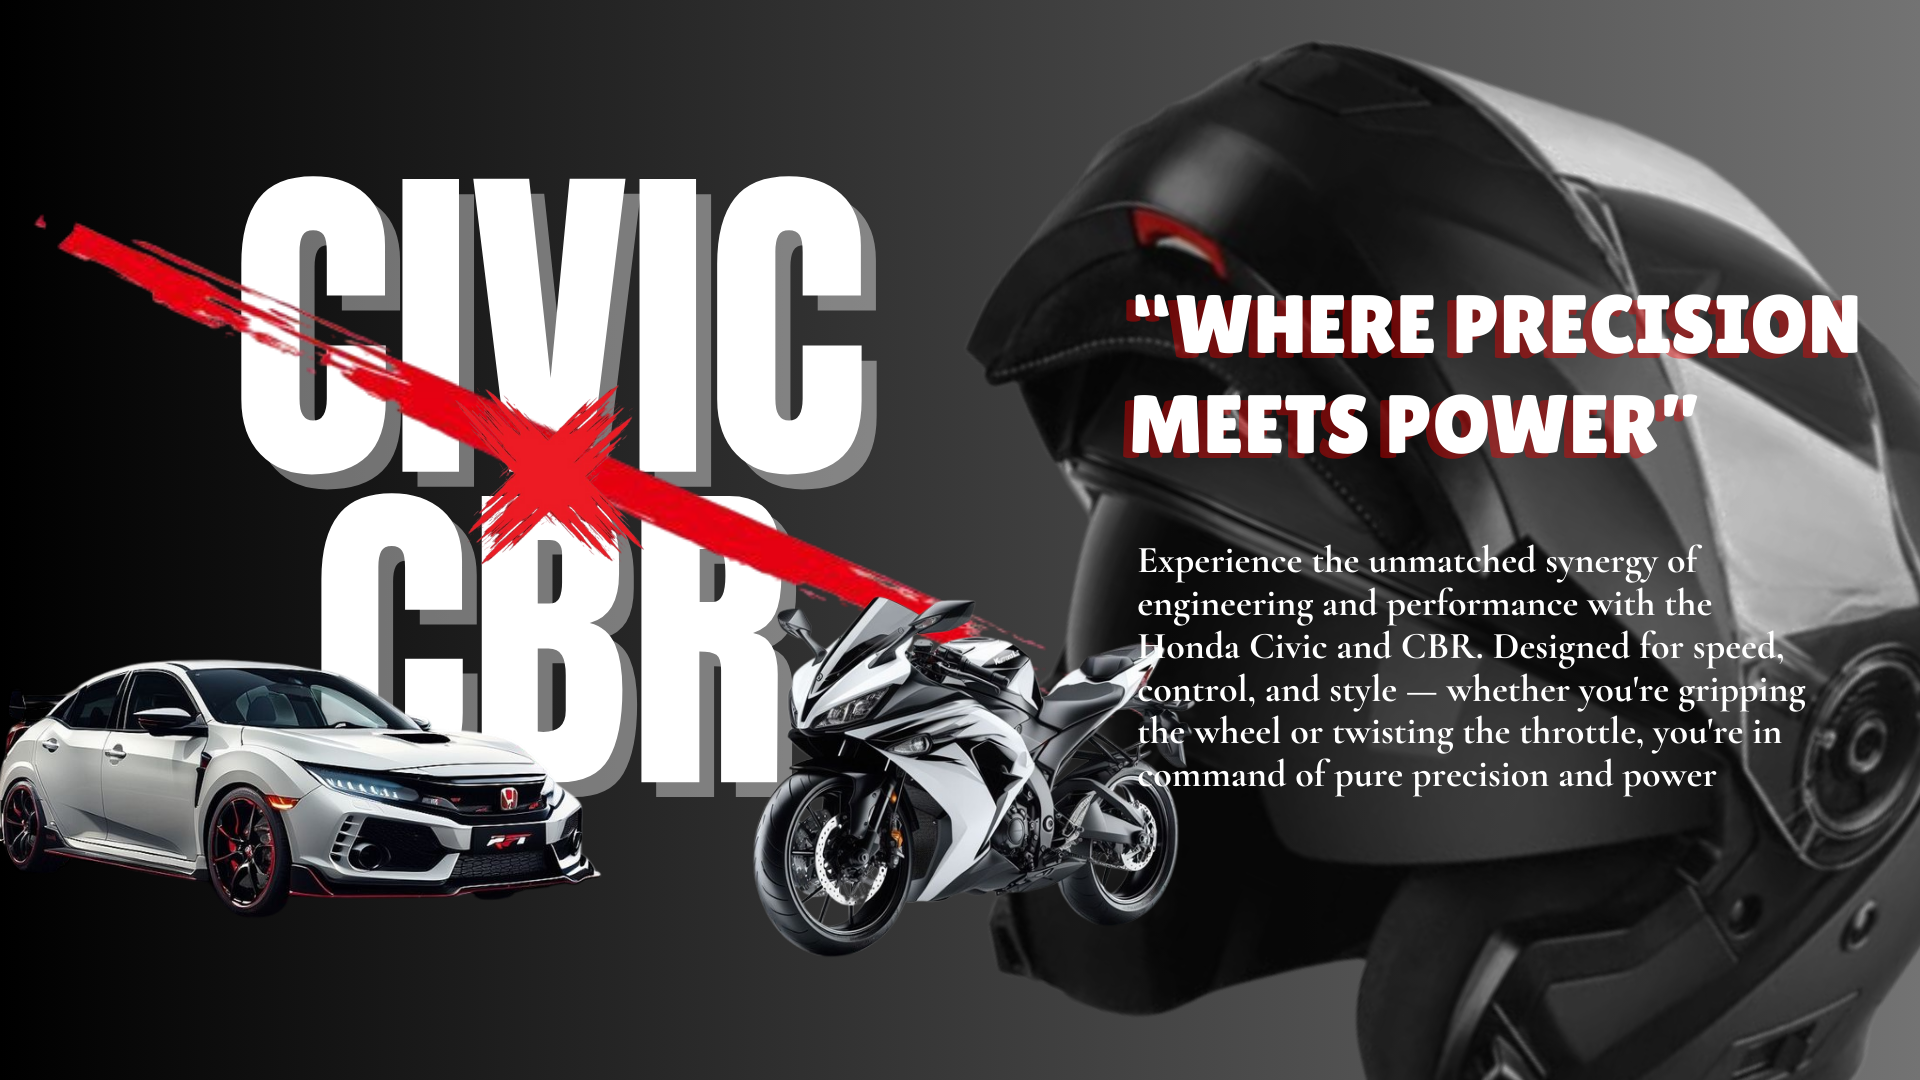 CIVIC
CBR
“WHERE PRECISION
MEETS POWER”
Experience the unmatched synergy of
engineering and performance with the
Honda Civic and CBR. Designed for speed,
control, and style — whether you're gripping
the wheel or twisting the throttle, you're in
command of pure precision and power